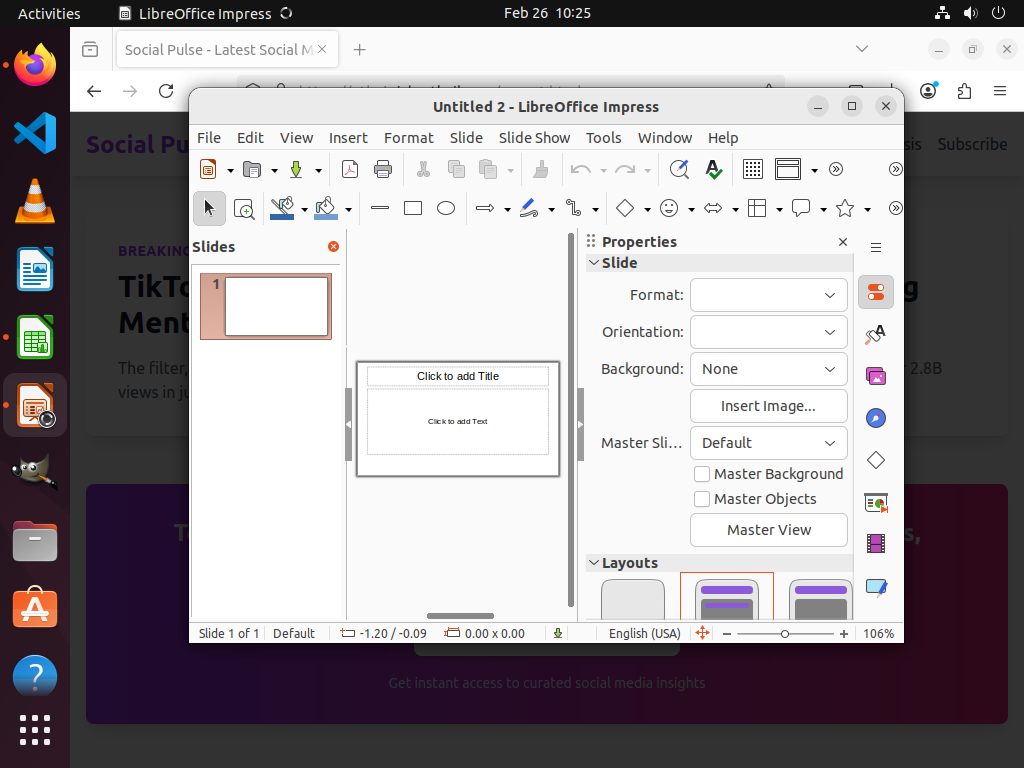 Activities
LibreOffice Impress
Feb 26 10:25
Social Pulse - Latest Social M
Untitled 2 - LibreOffice Impress
File Edit View Insert Format Slide Slide Show Tools Window Help
Social Pu
sis
Subscribe
BREAKING
TikTo
Ment
The filter,
views in ju
g
2.8B
Slides
1
Click to add Title
Click to add Text
Properties
Slide
Format:
Orientation:
Background:
None
Insert Image...
Master Sli...
Default
Master Background
Master Objects
Master View
Layouts
T
s,
Slide 1 of 1
Default
-1.20 / -0.09
0.00 x 0.00
English (USA)
106%
Get instant access to curated social media insights